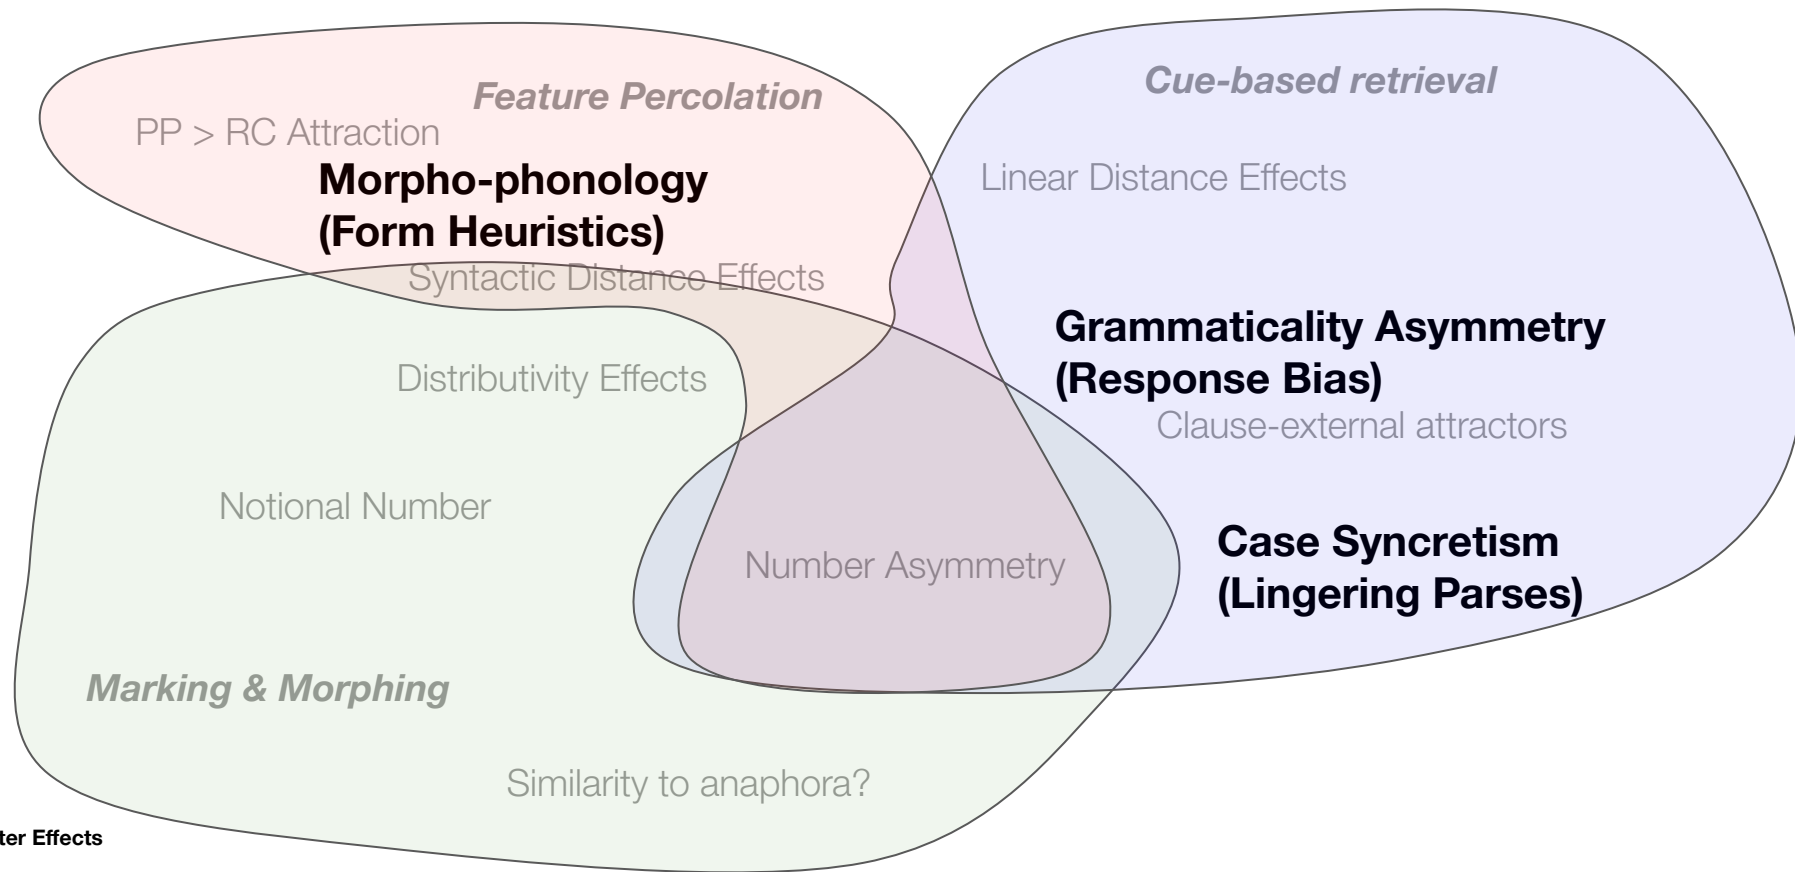 Feature Percolation
Cue-based retrieval
PP > RC Attraction
Morpho-phonology
(Form Heuristics)
Linear Distance Effects
Syntactic Distance Effects
Grammaticality Asymmetry
(Response Bias)
Distributivity Effects
Clause-external attractors
Notional Number
Case Syncretism
(Lingering Parses)
Number Asymmetry
Marking & Morphing
Similarity to anaphora?
Effects